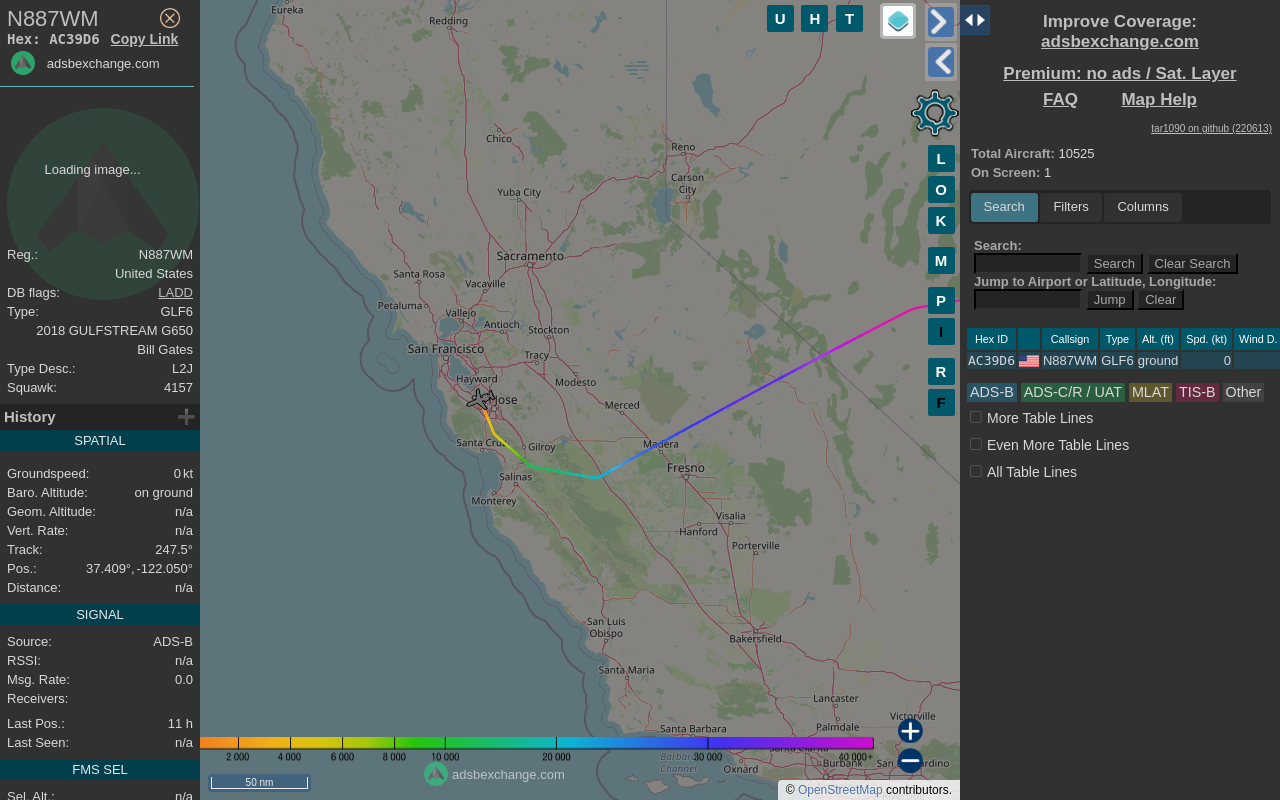 N887WM
Hex: AC39D6 Copy Link
adsbexchange.com
Loading image...
Reg.: N887WM
United States
DB flags: LADD
Type: GLF6
2018 GULFSTREAM G650
Bill Gates
Type Desc.: L2J
Squawk: 4157
History
SPATIAL
Groundspeed: 0 kt
Baro. Altitude: on ground
Geom. Altitude: n/a
Vert. Rate: n/a
Track: 247.5°
Pos.: 37.409°, -122.050°
Distance: n/a
SIGNAL
Source: ADS-B
RSSI: n/a
Msg. Rate: 0.0
Receivers:
Last Pos.: 11 h
Last Seen: n/a
FMS SEL
Sel. Alt.: n/a
Eureka
Redding
Chico
Reno
Carson
City
Yuba City
Sacramento
Santa Rosa
Vacaville
Petaluma
Vallejo
Antioch
Stockton
San Francisco
Tracy
Hayward
Modesto
Jose
Merced
Santa Cruz
Gilroy
Madera
Salinas
Fresno
Monterey
Visalia
Hanford
Porterville
San Luis
Obispo
Bakersfield
Santa Maria
Lancaster
Palmdale
Victorville
Santa Barbara
Santa Clarita
Channel
Oxnard
Burbank
2 000 4 000 6 000 8 000 10 000 20 000 30 000 40 000+
50 nm
adsbexchange.com
© OpenStreetMap contributors.
U H T
L
O
K
M
P
I
R
F
Improve Coverage:
adsbexchange.com
Premium: no ads / Sat. Layer
FAQ Map Help
tar1090 on github (220613)
Total Aircraft: 10525
On Screen: 1
Search Filters Columns
Search:
Search Clear Search
Jump to Airport or Latitude, Longitude:
Jump Clear
Hex ID Callsign Type Alt. (ft) Spd. (kt) Wind D.
AC39D6 N887WM GLF6 ground 0
ADS-B ADS-C/R / UAT MLAT TIS-B Other
More Table Lines
Even More Table Lines
All Table Lines